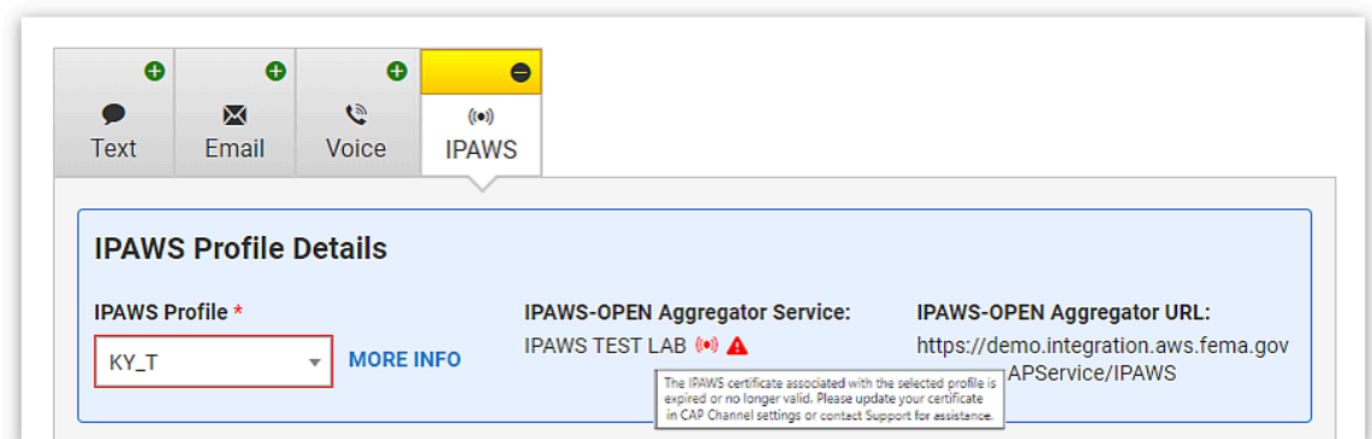 Text Email Voice IPAWS
IPAWS Profile Details
IPAWS Profile *
KY_T
MORE INFO
IPAWS-OPEN Aggregator Service:
IPAWS TEST LAB
The IPAWS certificate associated with the selected profile is
expired or no longer valid. Please update your certificate
in CAP Channel settings or contact Support for assistance.
IPAWS-OPEN Aggregator URL:
https://demo.integration.aws.fema.gov
APService/IPAWS